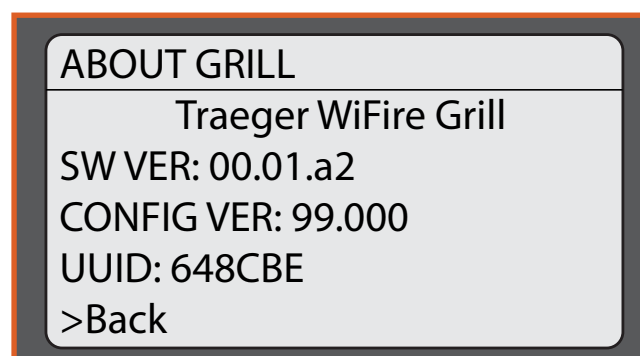 ABOUT GRILL
Traeger WiFire Grill
SW VER: 00.01.a2
CONFIG VER: 99.000
UUID: 648CBE
>Back